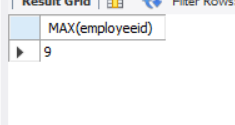 Result Grid Filter Rows
MAX(employeeid)
9